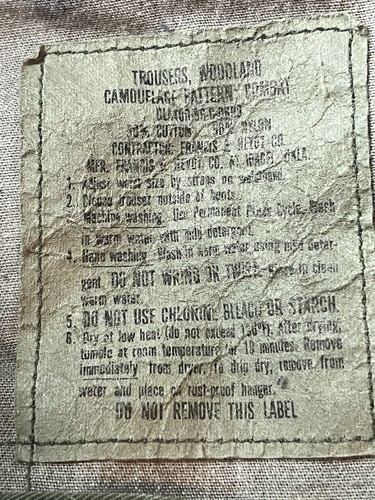 TROUSERS, WOODLAND
CAMOUFLAGE PATTERN, COMBAT
50% COTTON 50% NYLON
CONTRACTOR: FRANCIS & CO.
MFR. FRANCIS & CO. OKLA.
1. Adjust waist size by straps on waistband.
2. trouser outside of boots.
Machine washing. Use Permanent Press Cycle. Wash
in warm water with mild detergent.
4. Hand washing. Wash in warm water using mild deter-
gent. DO NOT WRING OR TWIST. in clean
warm water.
5. DO NOT USE CHLORINE BLEACH OR STARCH.
6. Dry at low heat (do not exceed After drying,
tumble at room temperature for 10 minutes. Remove
immediately from dryer. To drip dry, remove from
water and place on rust-proof hanger.
DO NOT REMOVE THIS LABEL